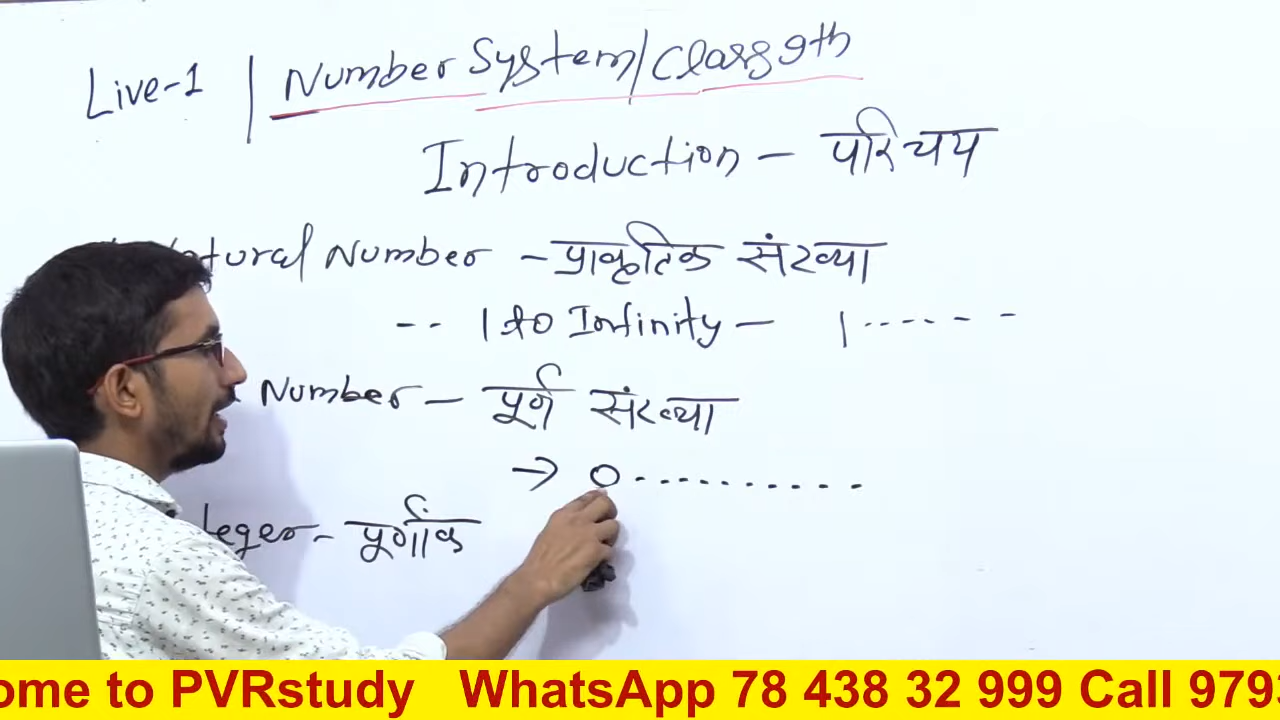 Live-1 | Number System/Class 9th
Introduction - परिचय
Number - प्राकृतिक संख्या
-- 1 to Infinity - 1 ------
Number - पूर्ण संख्या
→ 0 ..........
पूर्णांक
ome to PVRstudy WhatsApp 78 438 32 999 Call 979